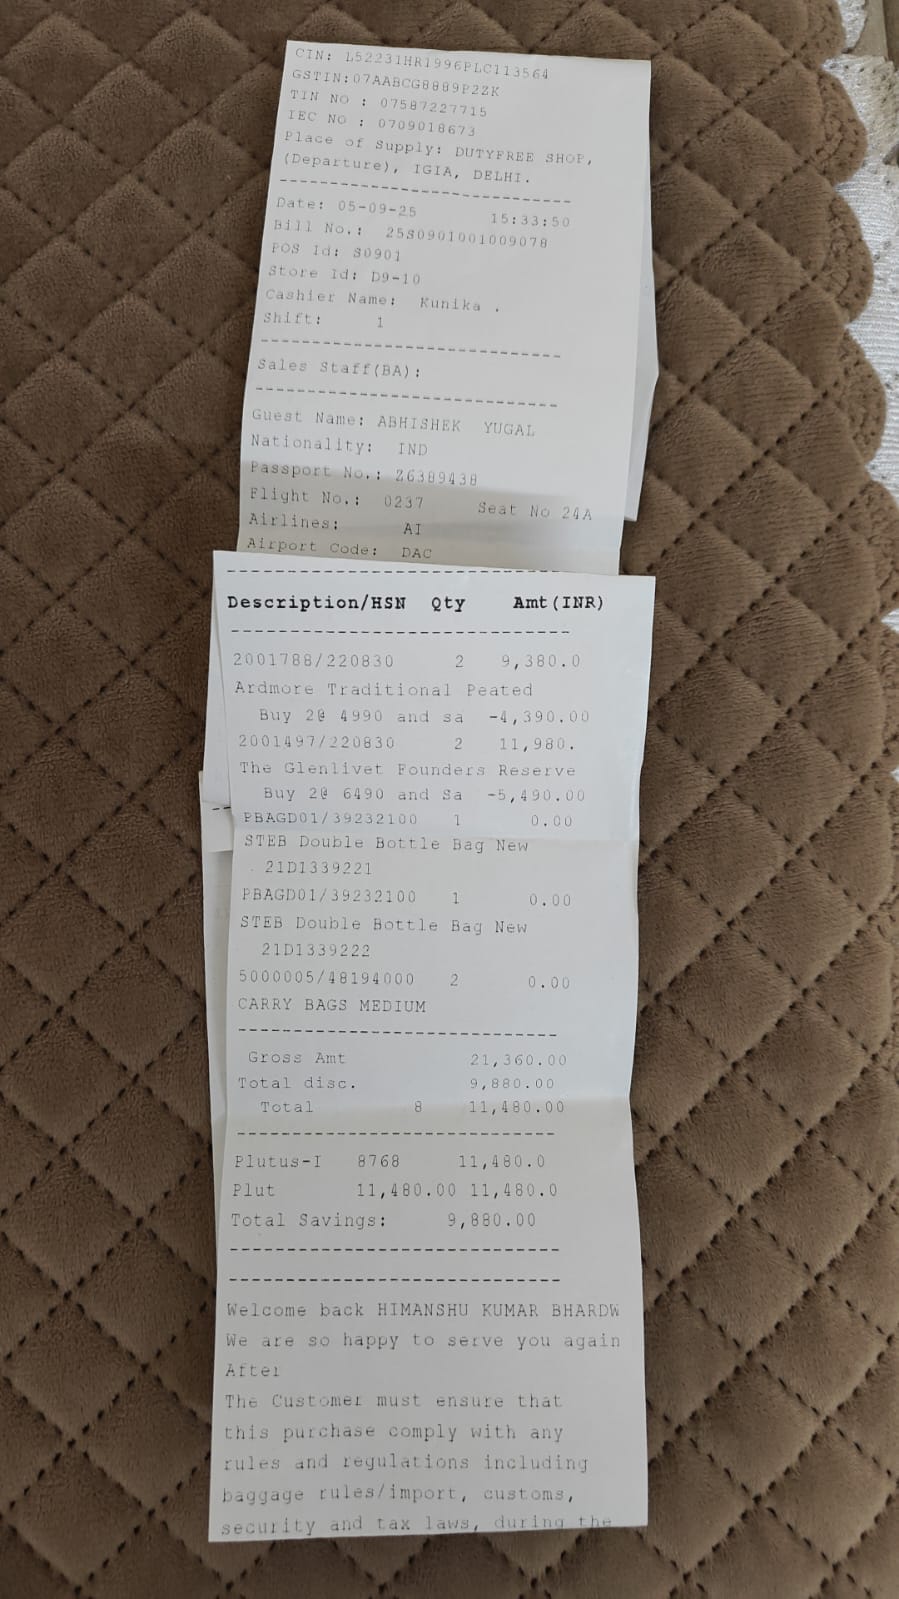 CIN: L52231HR1996PLC113564
GSTIN:07AABCG8889P2ZK
TIN NO : 07587227715
IEC NO : 0709018673
Place of Supply: DUTYFREE SHOP,
(Departure), IGIA, DELHI.
Date: 05-09-25 15:33:50
Bill No.: 25S0901001009078
POS Id: S0901
Store Id: D9-10
Cashier Name: Kunika .
Shift: 1
Sales Staff(BA):
Guest Name: ABHISHEK YUGAL
Nationality: IND
Passport No.: Z6389438
Flight No.: 0237 Seat No 24A
Airlines: AI
Airport Code: DAC
Description/HSN Qty Amt(INR)
2001788/220830 2 9,380.0
Ardmore Traditional Peated
Buy 2@ 4990 and sa -4,390.00
2001497/220830 2 11,980.
The Glenlivet Founders Reserve
Buy 2@ 6490 and Sa -5,490.00
PBAGD01/39232100 1 0.00
STEB Double Bottle Bag New
21D1339221
PBAGD01/39232100 1 0.00
STEB Double Bottle Bag New
21D1339222
5000005/48194000 2 0.00
CARRY BAGS MEDIUM
Gross Amt 21,360.00
Total disc. 9,880.00
Total 8 11,480.00
Plutus-I 8768 11,480.0
Plut 11,480.00 11,480.0
Total Savings: 9,880.00
Welcome back HIMANSHU KUMAR BHARDW
We are so happy to serve you again
After
The Customer must ensure that
this purchase comply with any
rules and regulations including
baggage rules/import, customs,
security and tax laws, during the